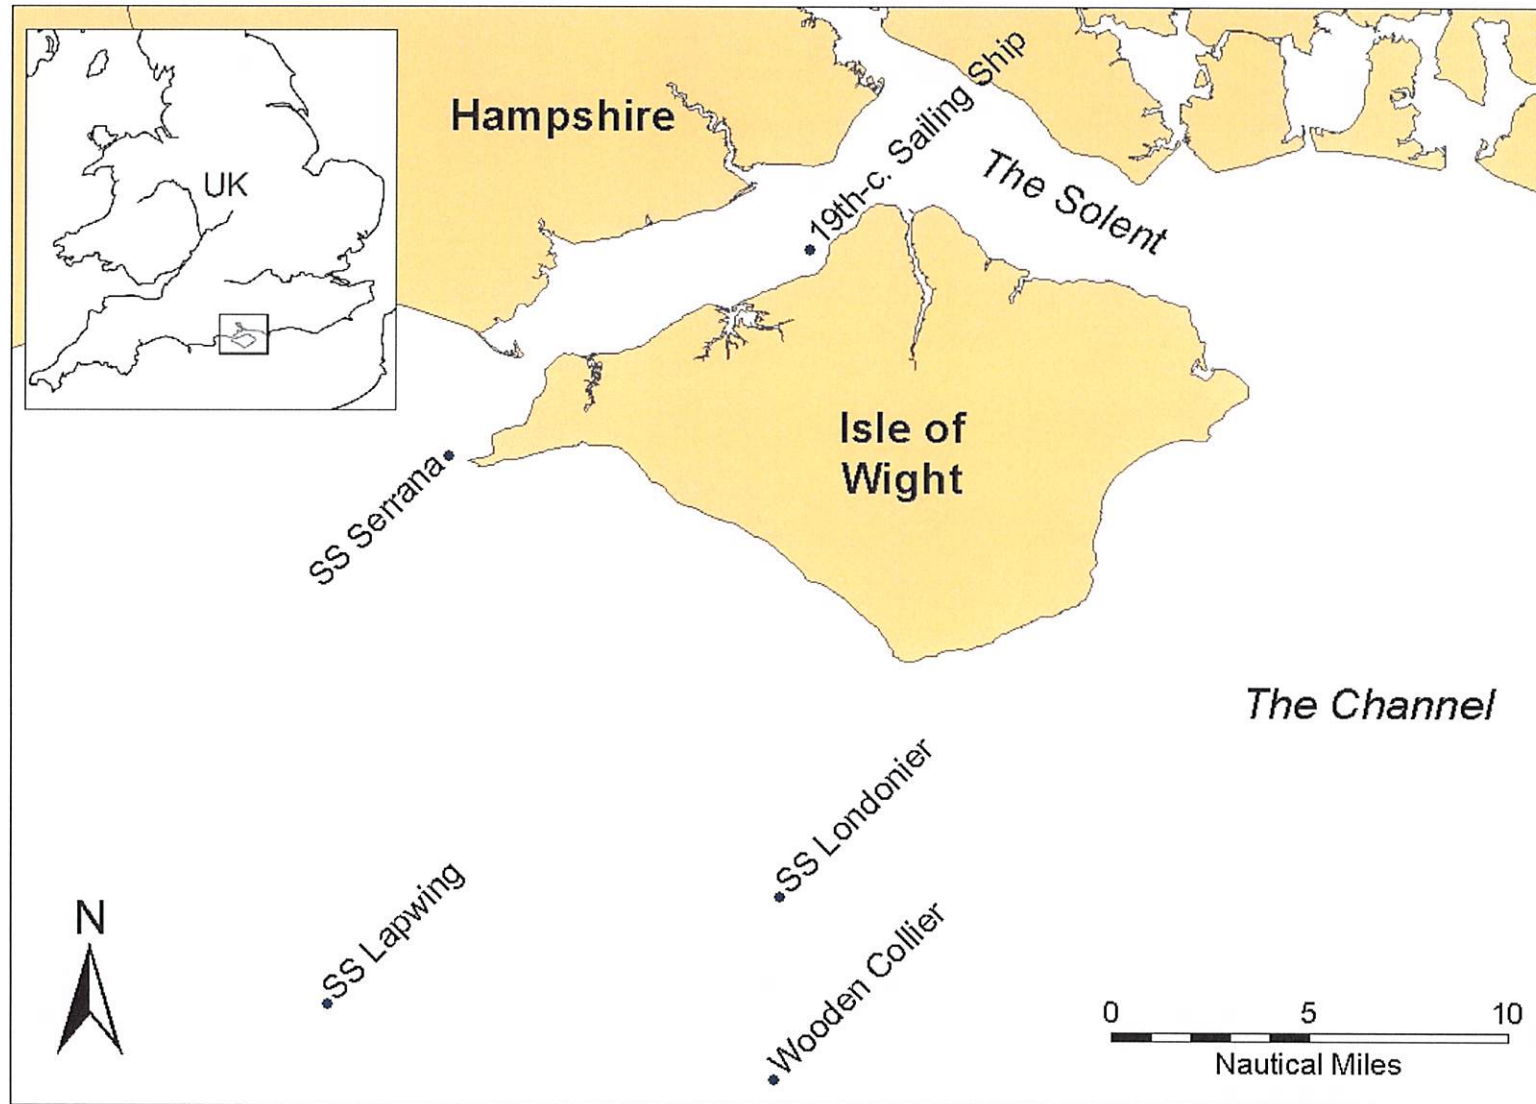 Hampshire
UK
19th-c. Sailing Ship
The Solent
Isle of
Wight
SS Serrana
The Channel
SS Londonier
SS Lapwing
Wooden Collier
N
0 5 10
Nautical Miles